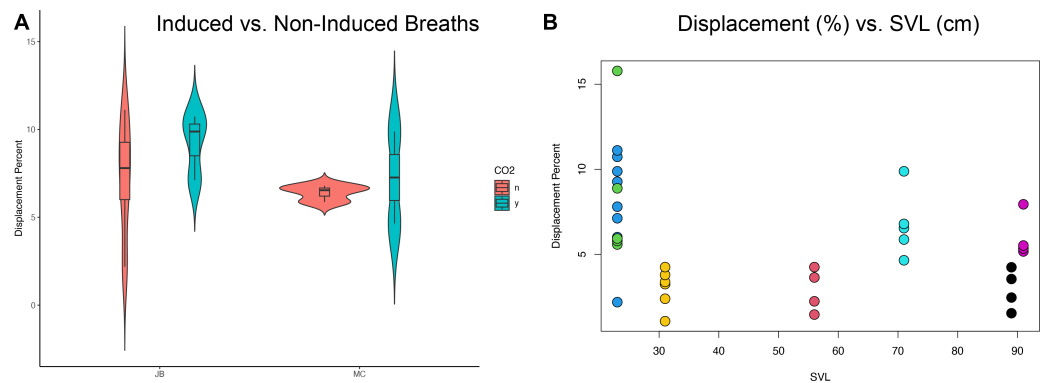 A Induced vs. Non-Induced Breaths
15
10
5
0
Displacement Percent
JB MC
CO2
n
y
B Displacement (%) vs. SVL (cm)
15
10
5
Displacement Percent
30 40 50 60 70 80 90
SVL